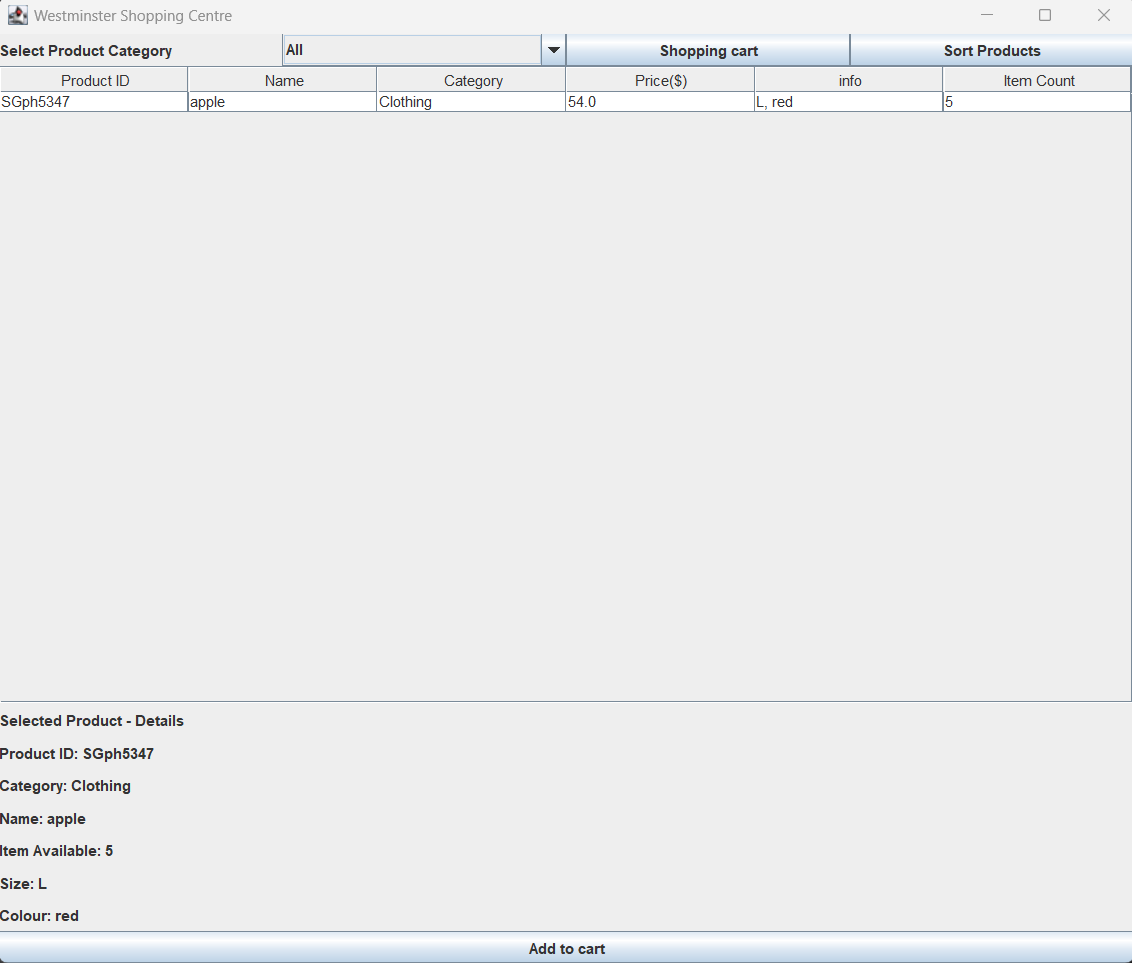 Westminster Shopping Centre
Select Product Category All Shopping cart Sort Products
Product ID Name Category Price($) info Item Count
SGph5347 apple Clothing 54.0 L, red 5
Selected Product - Details
Product ID: SGph5347
Category: Clothing
Name: apple
Item Available: 5
Size: L
Colour: red
Add to cart